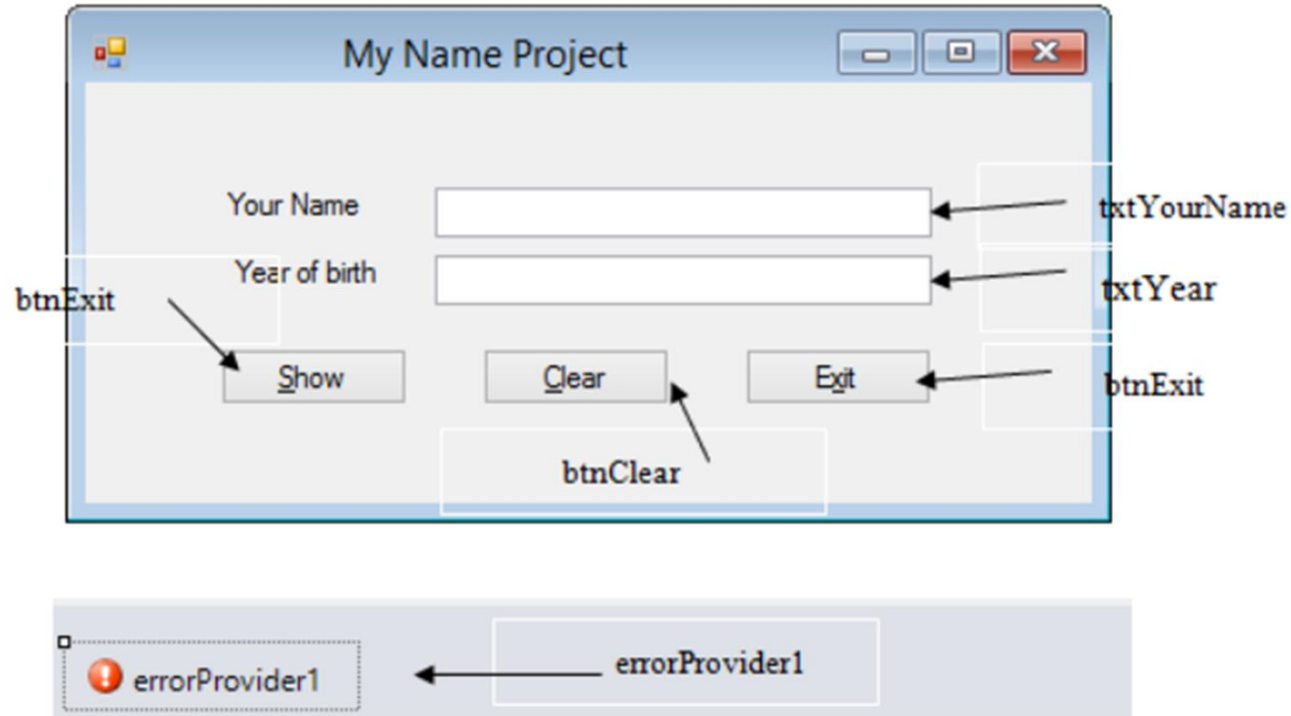 My Name Project
Your Name
txtYourName
Year of birth
txtYear
btnExit
Show
Clear
Exit
btnExit
btnClear
errorProvider1
errorProvider1